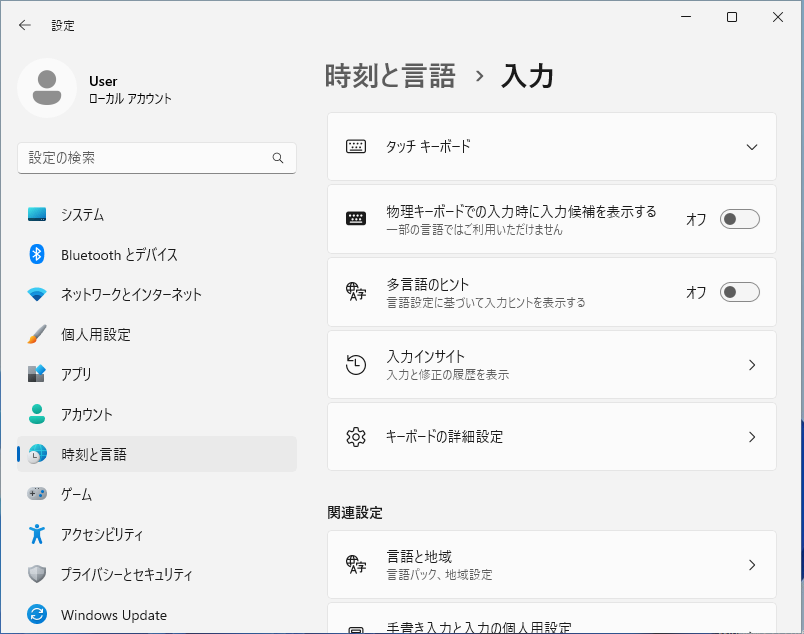 設定
User
ローカル アカウント
設定の検索
システム
Bluetooth とデバイス
ネットワークとインターネット
個人用設定
アプリ
アカウント
時刻と言語
ゲーム
アクセシビリティ
プライバシーとセキュリティ
Windows Update
時刻と言語 › 入力
タッチ キーボード
物理キーボードでの入力時に入力候補を表示する
一部の言語ではご利用いただけません
オフ
多言語のヒント
言語設定に基づいて入力ヒントを表示する
オフ
入力インサイト
入力と修正の履歴を表示
キーボードの詳細設定
関連設定
言語と地域
言語パック、地域設定
手書き入力と入力の個人用設定